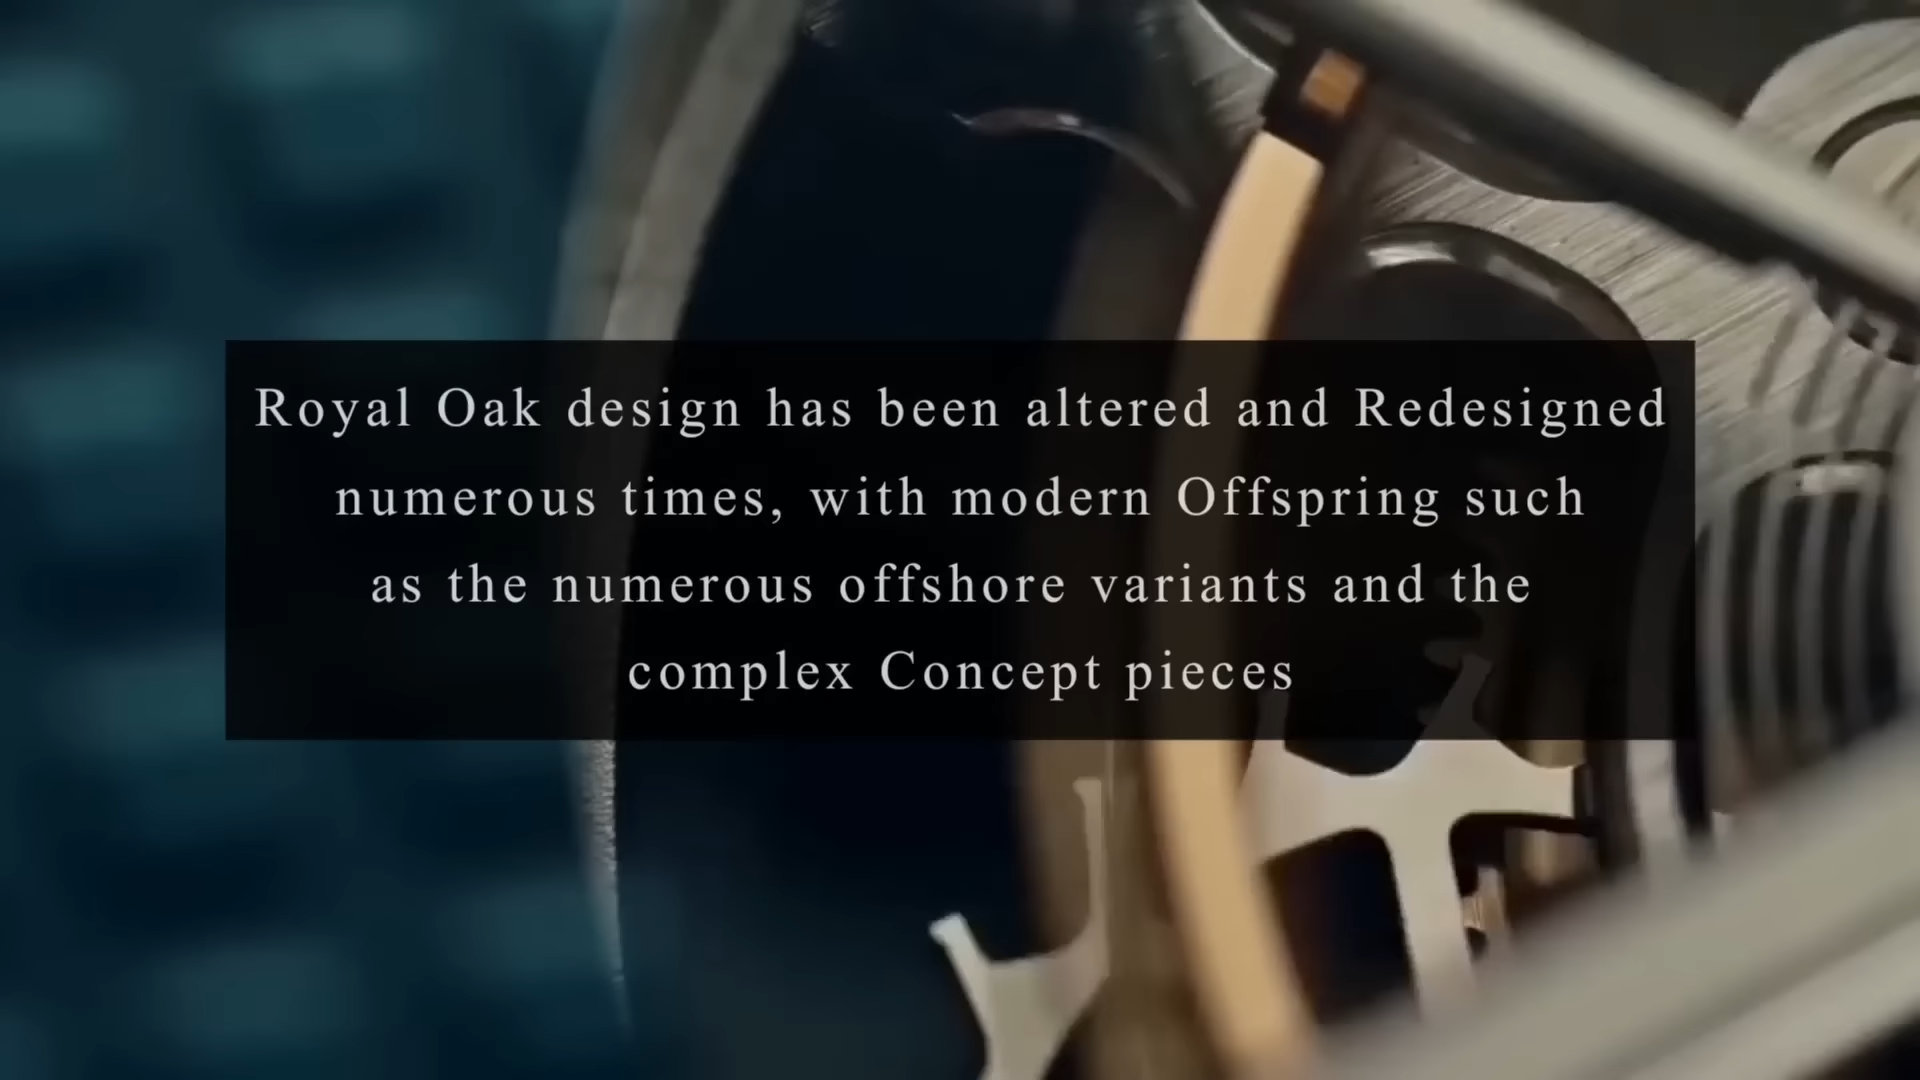 Royal Oak design has been altered and Redesigned
numerous times, with modern Offspring such
as the numerous offshore variants and the
complex Concept pieces